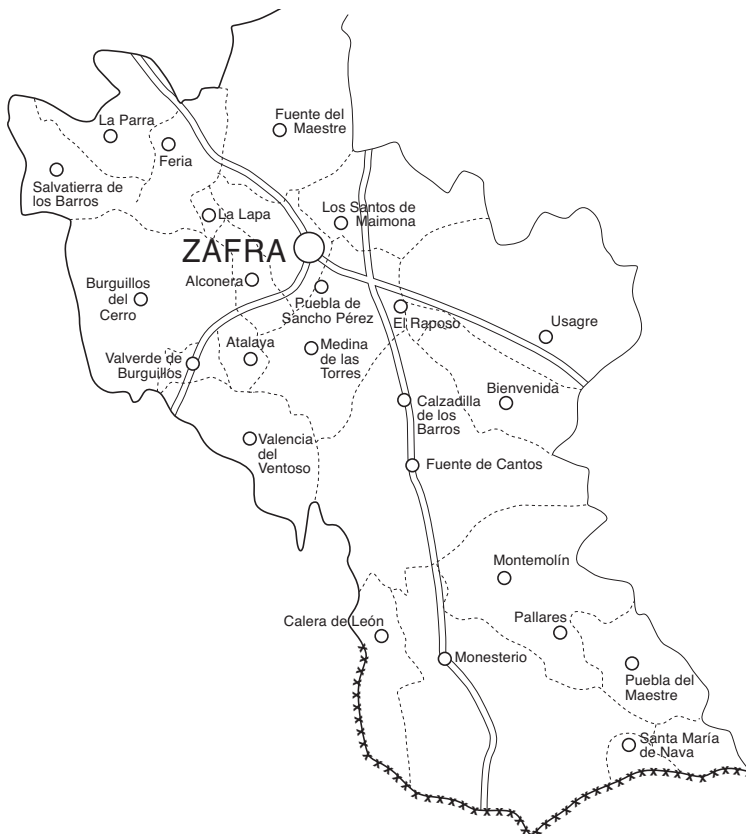 La Parra
Fuente del
Maestre
Feria
Salvatierra de
los Barros
La Lapa
Los Santos de
Maimona
ZAFRA
Alconera
Burguillos
del
Cerro
Puebla de
Sancho Pérez
El Raposo
Usagre
Valverde de
Burguillos
Atalaya
Medina
de las
Torres
Bienvenida
Calzadilla
de los
Barros
Valencia
del
Ventoso
Fuente de Cantos
Montemolín
Calera de León
Pallares
Monesterio
Puebla del
Maestre
Santa María
de Nava